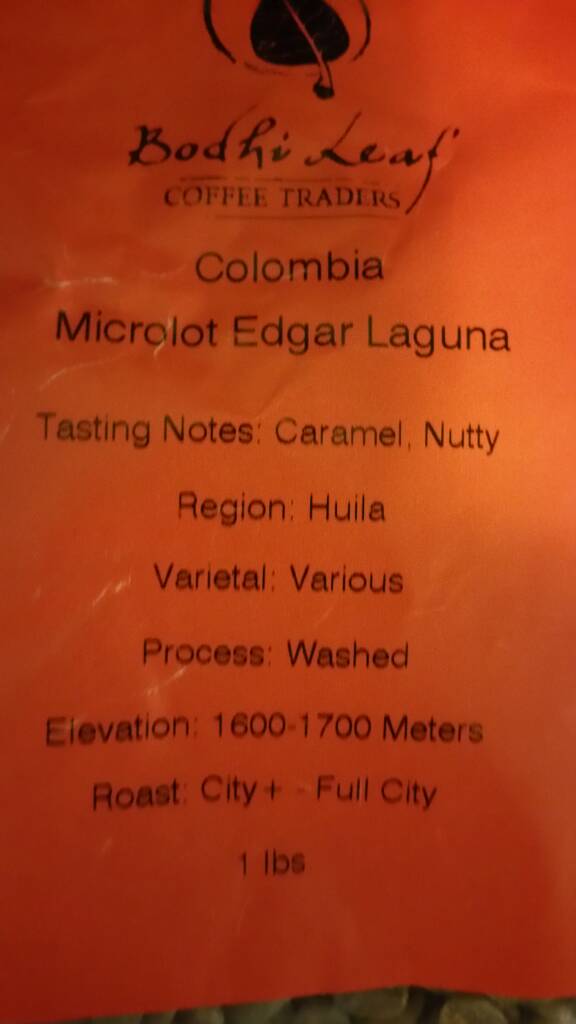 Bodhi Leaf
COFFEE TRADERS
Colombia
Microlot Edgar Laguna
Tasting Notes: Caramel, Nutty
Region: Huila
Varietal: Various
Process: Washed
Elevation: 1600-1700 Meters
Roast: City+ - Full City
1 lbs